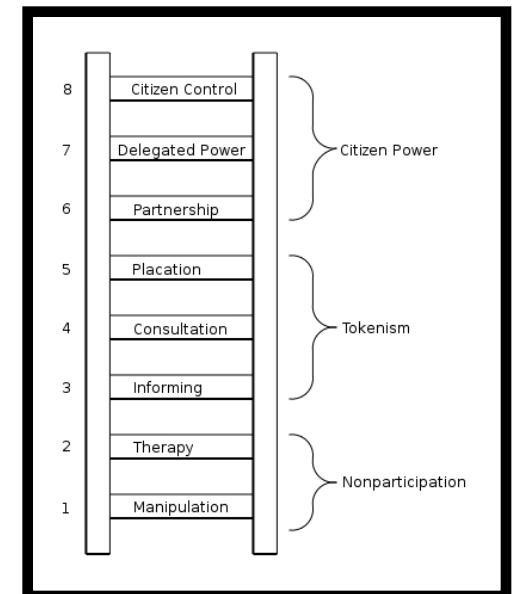 8 Citizen Control
7 Delegated Power
Citizen Power
6 Partnership
5 Placation
4 Consultation
Tokenism
3 Informing
2 Therapy
Nonparticipation
1 Manipulation